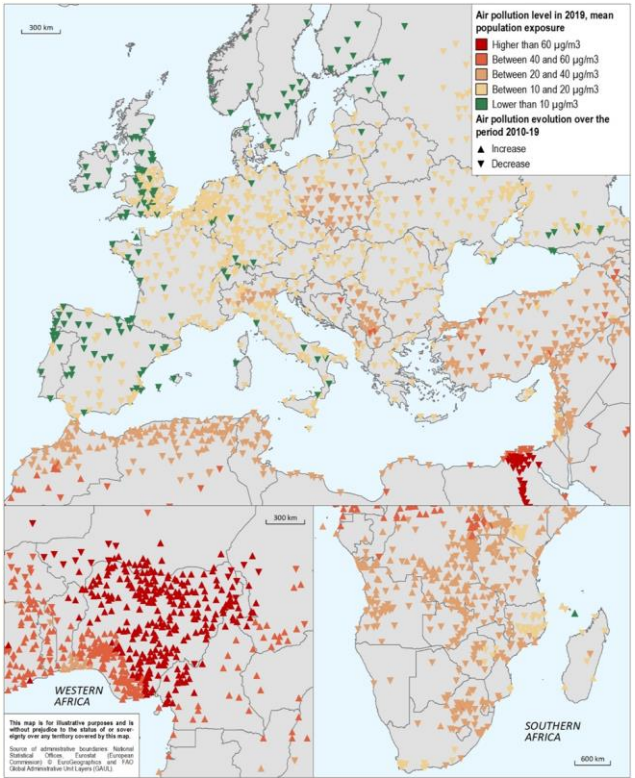 300 km
Air pollution level in 2019, mean
population exposure
Higher than 60 µg/m3
Between 40 and 60 µg/m3
Between 20 and 40 µg/m3
Between 10 and 20 µg/m3
Lower than 10 µg/m3
Air pollution evolution over the
period 2010-19
Increase
Decrease
300 km
WESTERN
AFRICA
This map is for illustrative purposes and is
without prejudice to the status of or sover-
eignty over any territory covered by this map.
Source of administrative boundaries: National
Statistical Offices, Eurostat (European
Commission) © EuroGeographics and FAO
Global Administrative Unit Layers (GAUL).
SOUTHERN
AFRICA
600 km